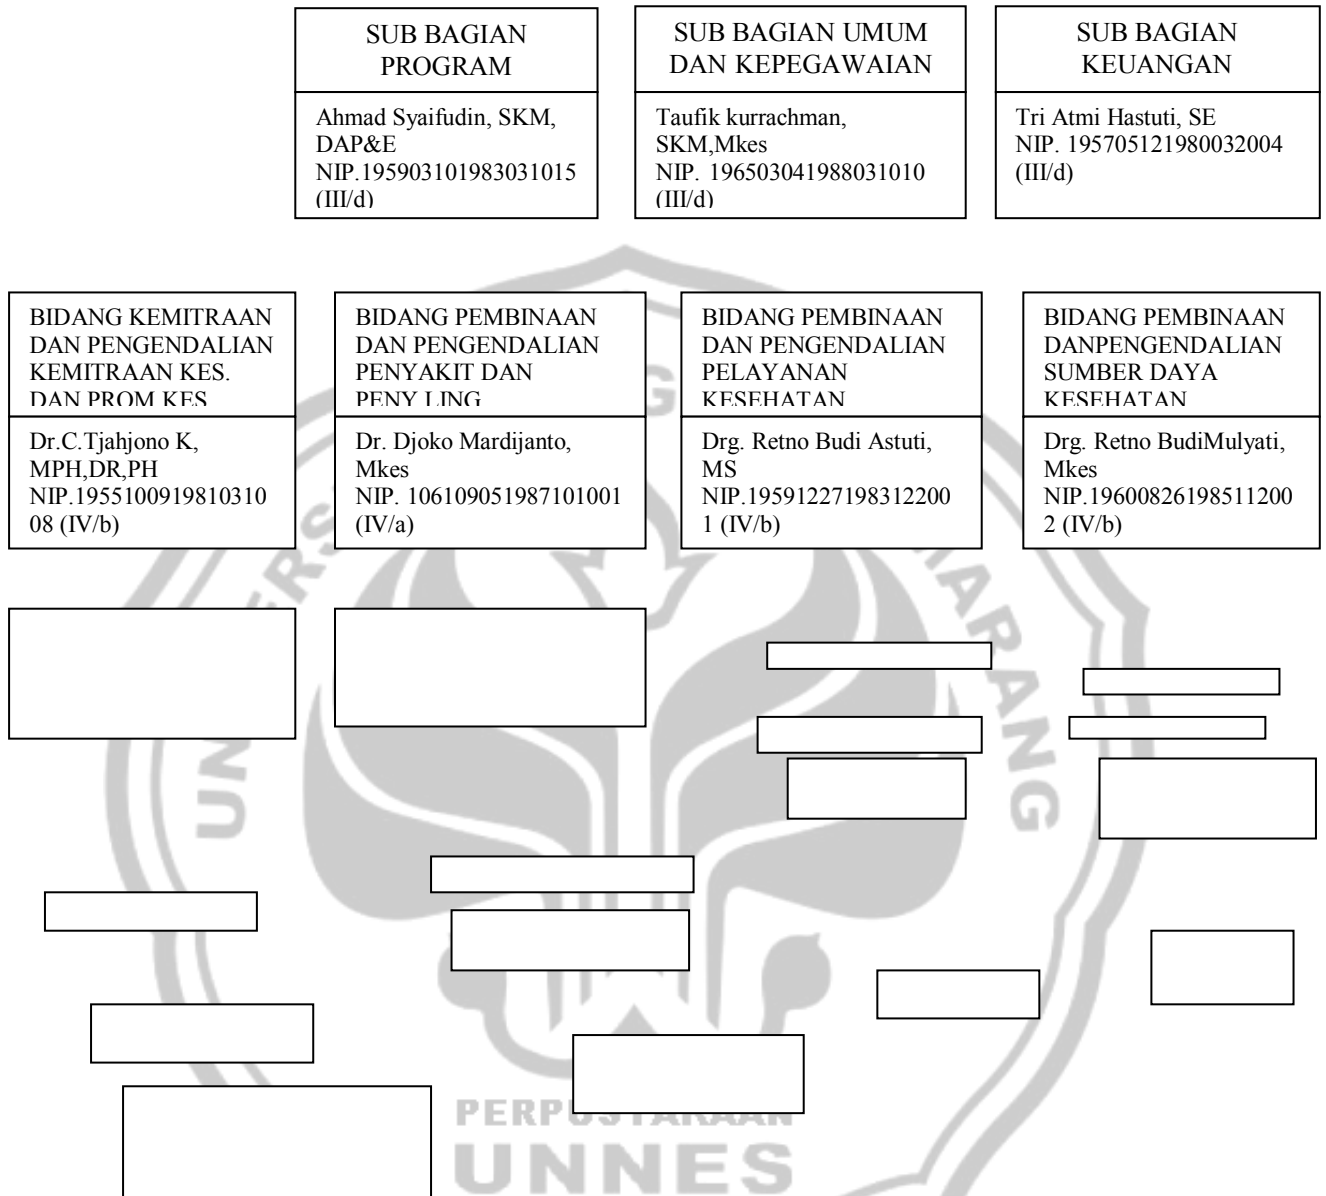 SUB BAGIAN
PROGRAM
Ahmad Syaifudin, SKM,
DAP&E
NIP.195903101983031015
(III/d)
SUB BAGIAN UMUM
DAN KEPEGAWAIAN
Taufik kurrachman,
SKM,Mkes
NIP. 196503041988031010
(III/d)
SUB BAGIAN
KEUANGAN
Tri Atmi Hastuti, SE
NIP. 195705121980032004
(III/d)
BIDANG KEMITRAAN
DAN PENGENDALIAN
KEMITRAAN KES.
DAN PROM KES
Dr.C.Tjahjono K,
MPH,DR,PH
NIP.1955100919810310
08 (IV/b)
BIDANG PEMBINAAN
DAN PENGENDALIAN
PENYAKIT DAN
PENY LING
Dr. Djoko Mardijanto,
Mkes
NIP. 106109051987101001
(IV/a)
BIDANG PEMBINAAN
DAN PENGENDALIAN
PELAYANAN
KESEHATAN
Drg. Retno Budi Astuti,
MS
NIP.19591227198312200
1 (IV/b)
BIDANG PEMBINAAN
DANPENGENDALIAN
SUMBER DAYA
KESEHATAN
Drg. Retno BudiMulyati,
Mkes
NIP.19600826198511200
2 (IV/b)
PERPUSTAKAAN
UNNES